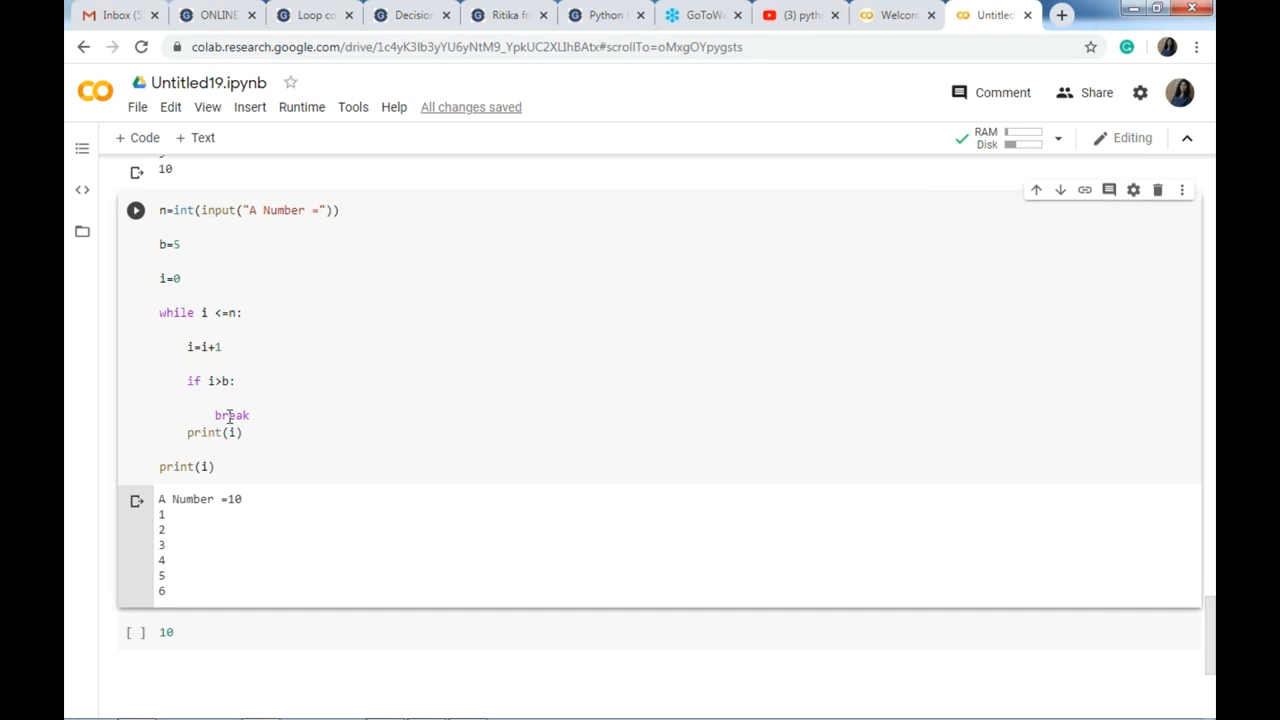 Inbox (5
ONLINE
Loop co
Decision
Ritika fr
Python
GoToW
(3) pyth
Welcom
Untitled
colab.research.google.com/drive/1c4yK3Ib3yYU6yNtM9_YpkUC2XLIhBAtx#scrollTo=oMxgOYpygsts
CO Untitled19.ipynb
File Edit View Insert Runtime Tools Help All changes saved
Comment Share
+ Code + Text
RAM
Disk
Editing
10
n=int(input("A Number ="))
b=5
i=0
while i <=n:
i=i+1
if i>b:
break
print(i)
print(i)
A Number =10
1
2
3
4
5
6
[ ] 10